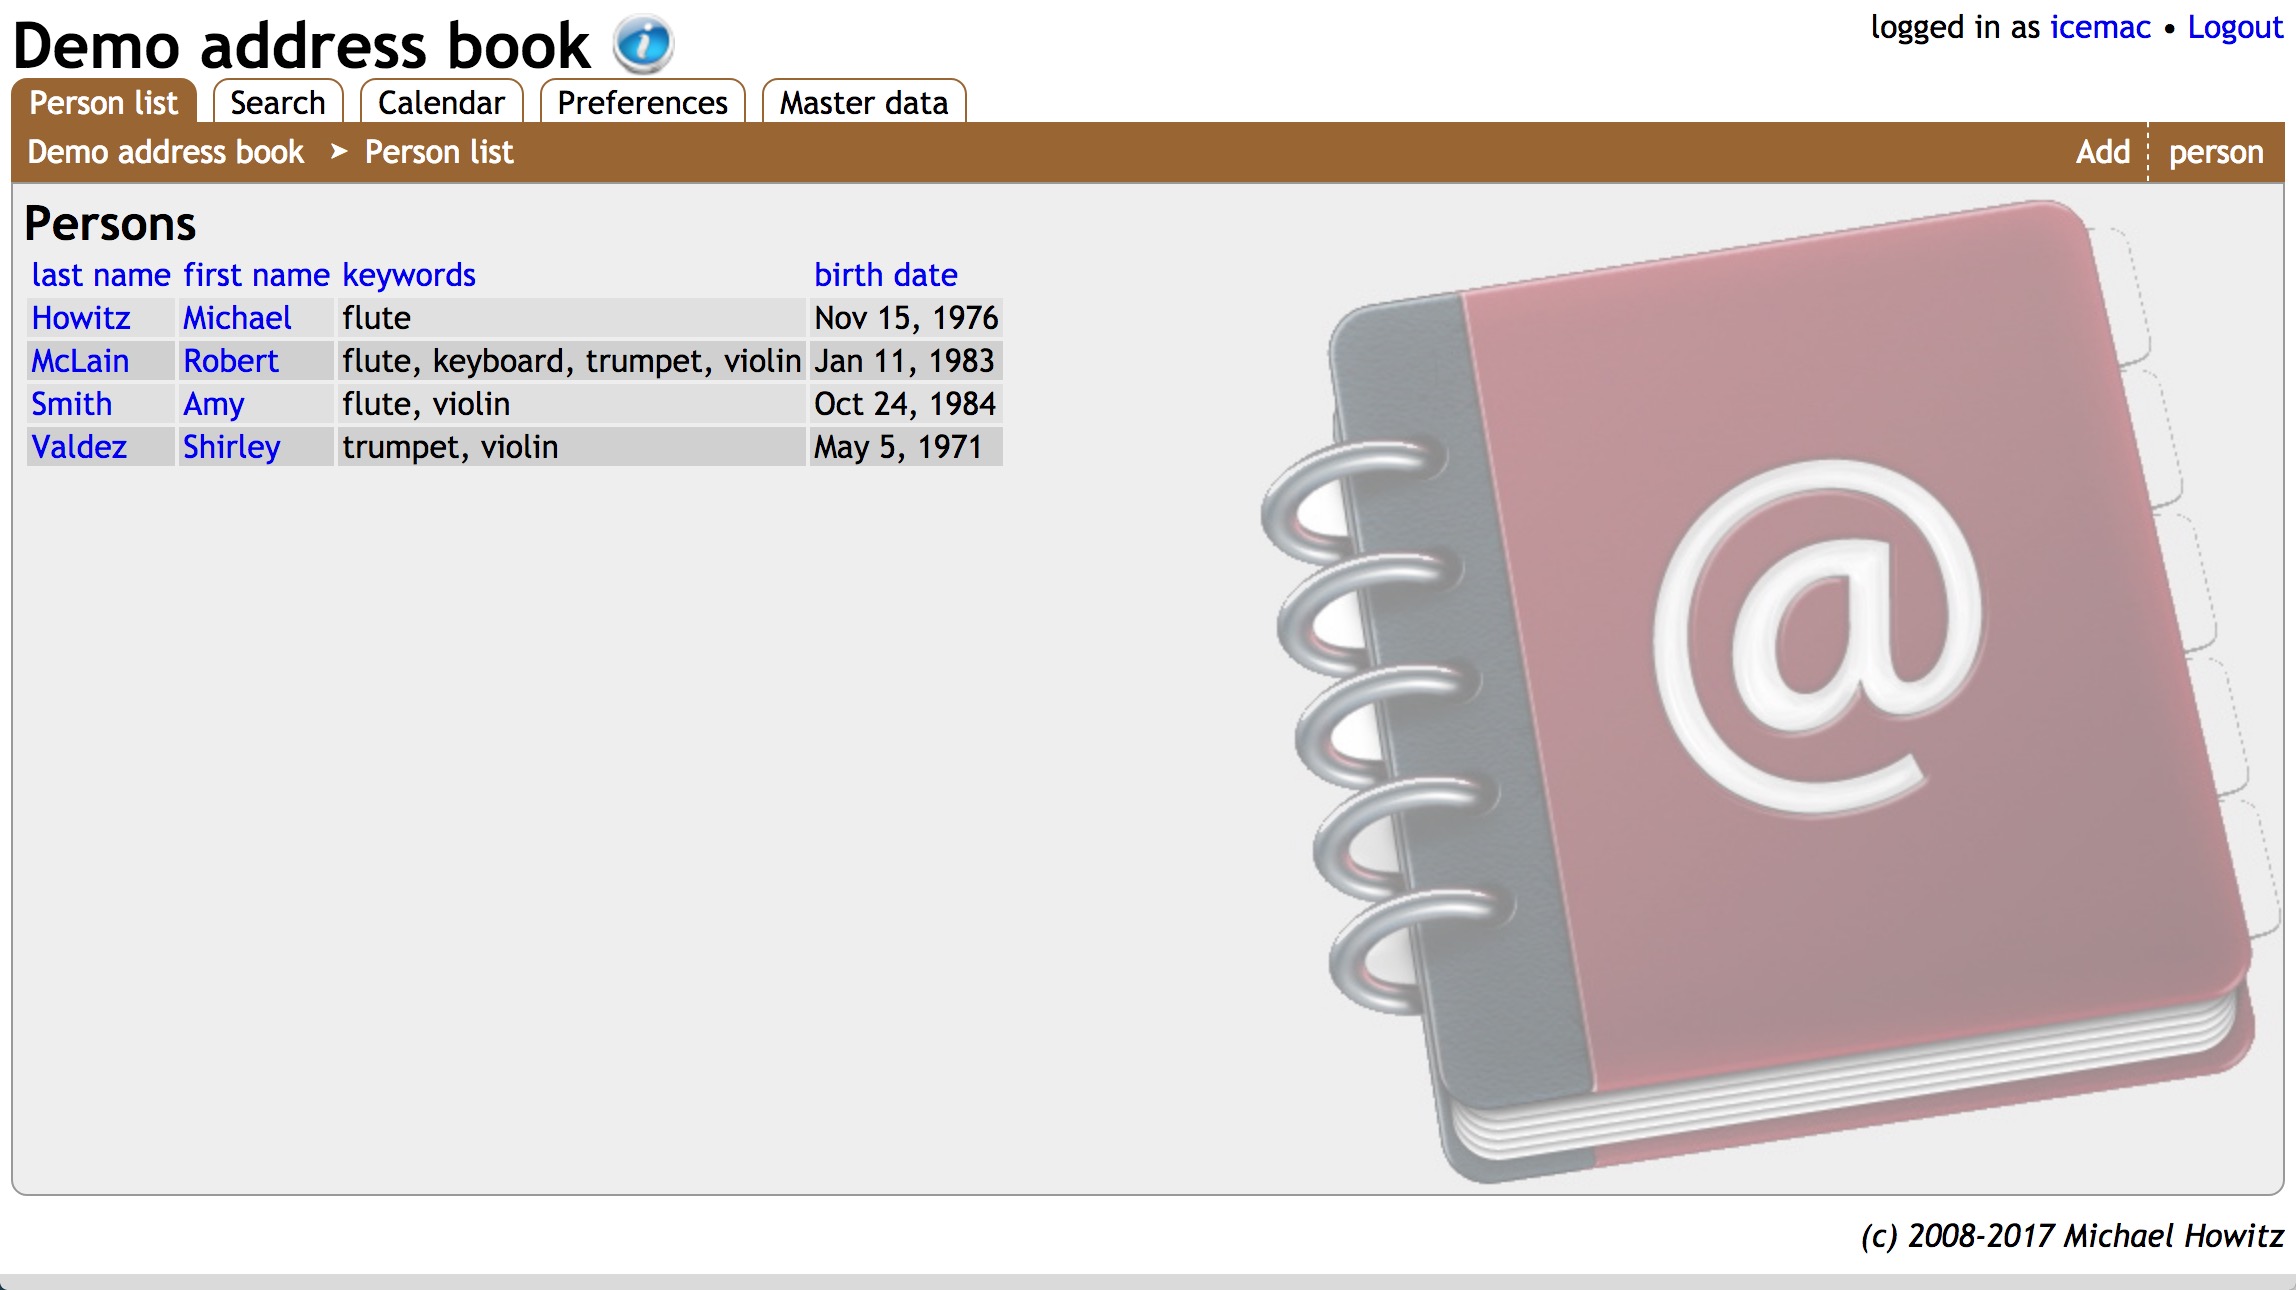 Demo address book
logged in as icemac • Logout
Person list Search Calendar Preferences Master data
Demo address book ➤ Person list Add person
Persons
last name first name keywords birth date
Howitz Michael flute Nov 15, 1976
McLain Robert flute, keyboard, trumpet, violin Jan 11, 1983
Smith Amy flute, violin Oct 24, 1984
Valdez Shirley trumpet, violin May 5, 1971
@
(c) 2008-2017 Michael Howitz